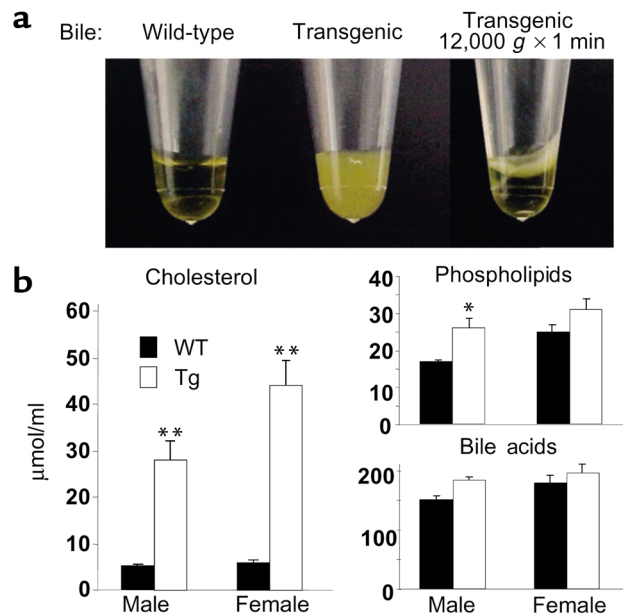 a
Bile: Wild-type Transgenic Transgenic
12,000 g × 1 min
b
Cholesterol
60
50
40
30
20
10
0
μmol/ml
WT
Tg
**
**
Male Female
Phospholipids
40
30
20
10
0
*
Bile acids
200
100
0
Male Female